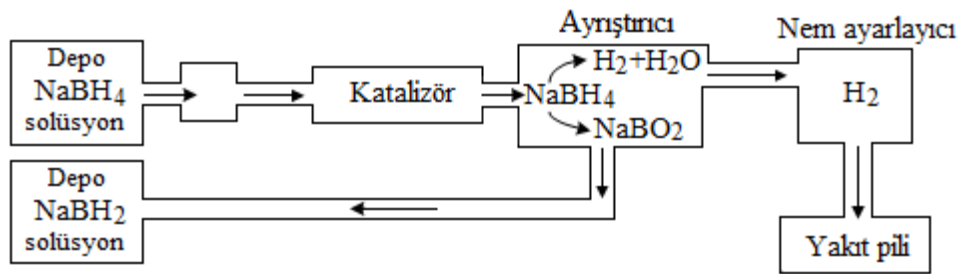 Ayrıştırıcı
Nem ayarlayıcı
Depo
NaBH4
solüsyon
Katalizör
H2+H2O
NaBH4
NaBO2
H2
Depo
NaBH2
solüsyon
Yakıt pili